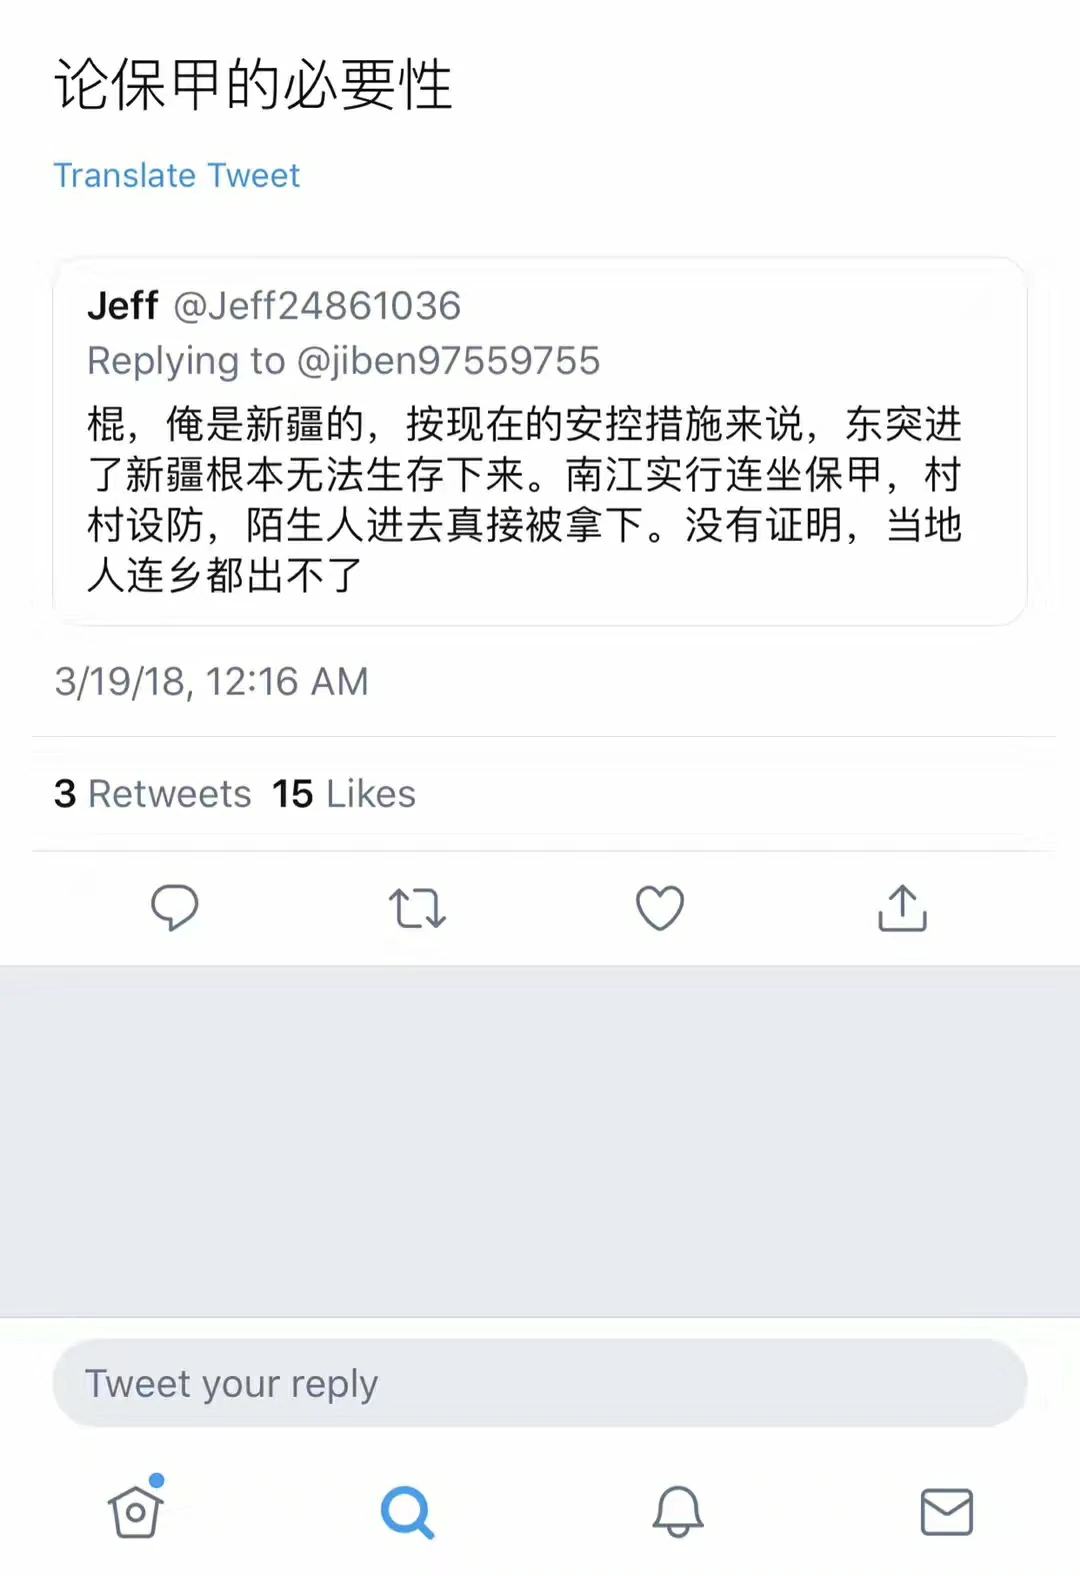 论保甲的必要性
Translate Tweet
Jeff @Jeff24861036
Replying to @jiben97559755
棍，俺是新疆的，按现在的安控措施来说，东突进
了新疆根本无法生存下来。南江实行连坐保甲，村
村设防，陌生人进去真接被拿下。没有证明，当地
人连乡都出不了
3/19/18, 12:16 AM
3 Retweets 15 Likes
Tweet your reply